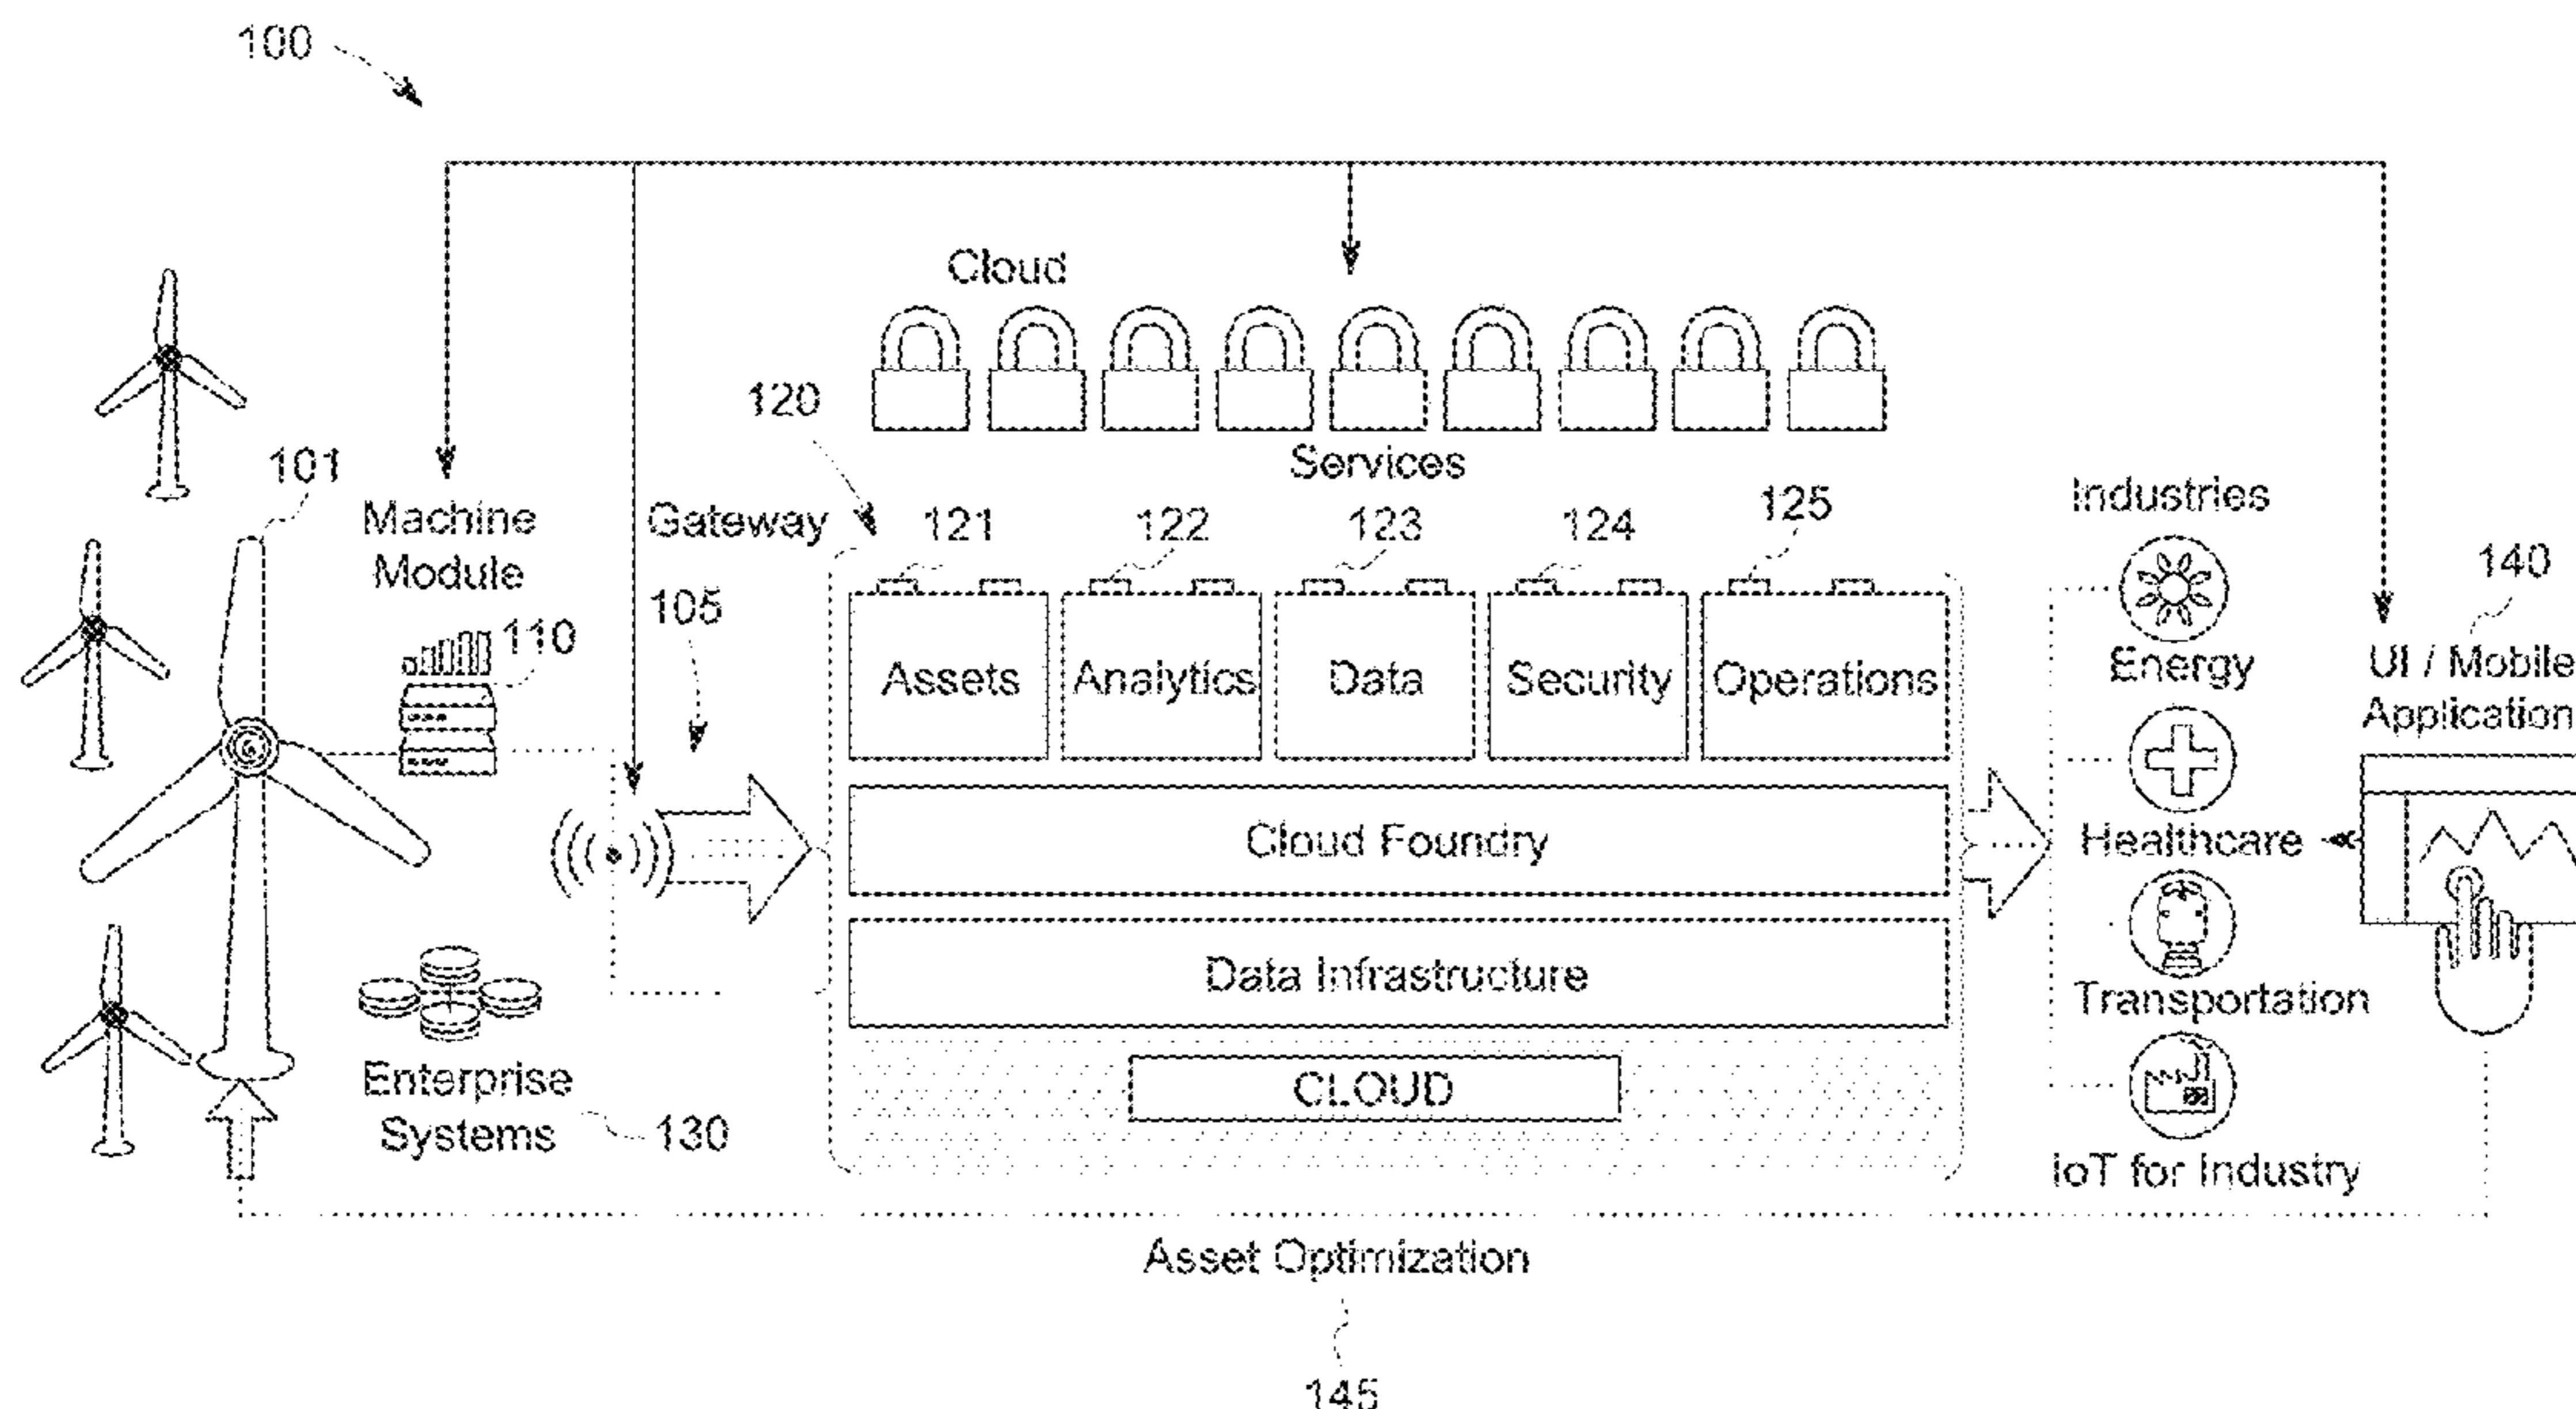 100
Cloud
120
Services
101
Machine
Module
Gateway
121
122
123
124
125
Industries
105
110
140
Assets
Analytics
Data
Security
Operations
Energy
UI / Mobile
Application
Cloud Foundry
Healthcare
Data Infrastructure
Transportation
Enterprise
Systems
130
CLOUD
IoT for Industry
Asset Optimization
145